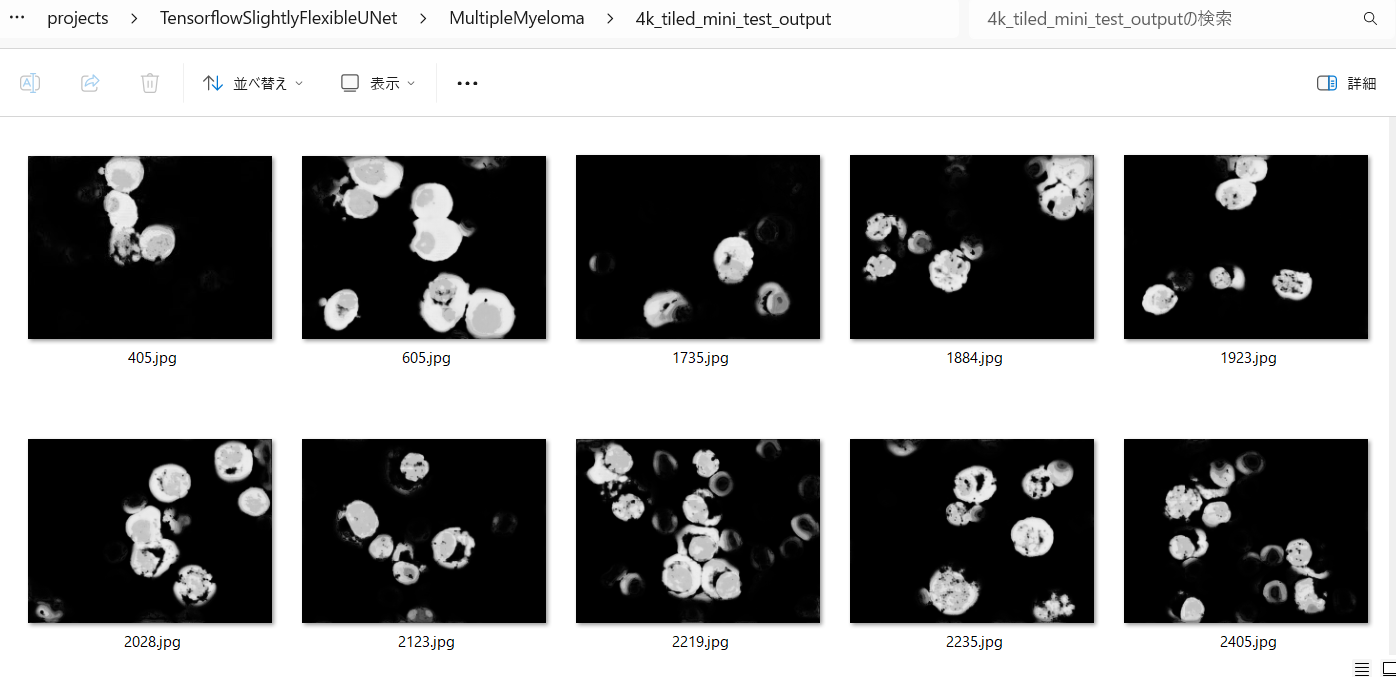 projects > TensorflowSlightlyFlexibleUNet > MultipleMyeloma > 4k_tiled_mini_test_output 4k_tiled_mini_test_outputの検索
並べ替え 表示 詳細
405.jpg 605.jpg 1735.jpg 1884.jpg 1923.jpg
2028.jpg 2123.jpg 2219.jpg 2235.jpg 2405.jpg